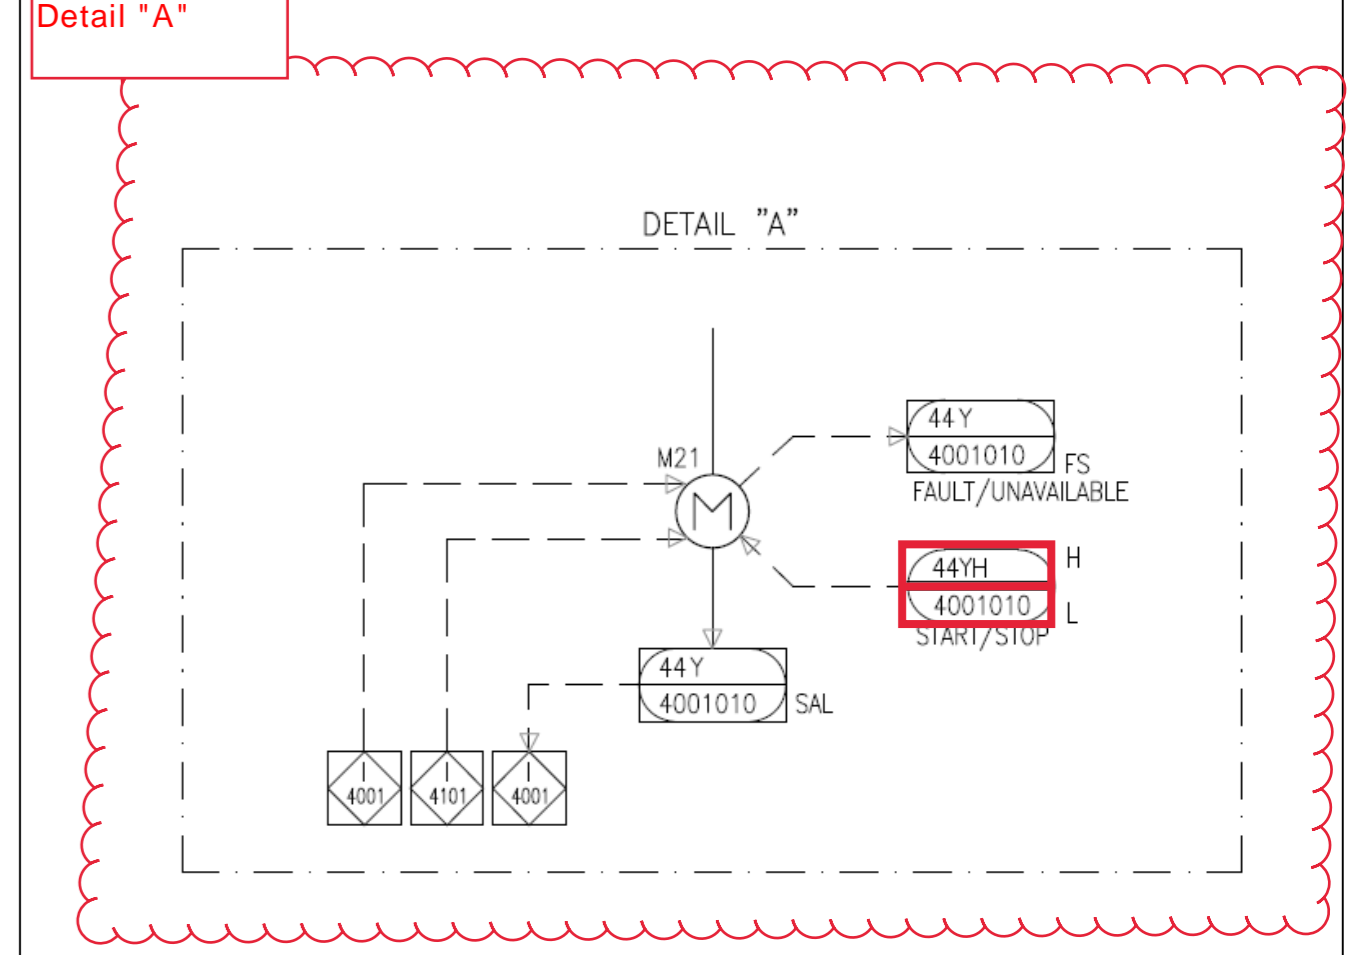 Detail "A"
DETAIL "A"
44Y
4001010 FS
FAULT/UNAVAILABLE
M21
M
44YH H
4001010 L
START/STOP
44Y
4001010 SAL
I I I
4001 4101 4001